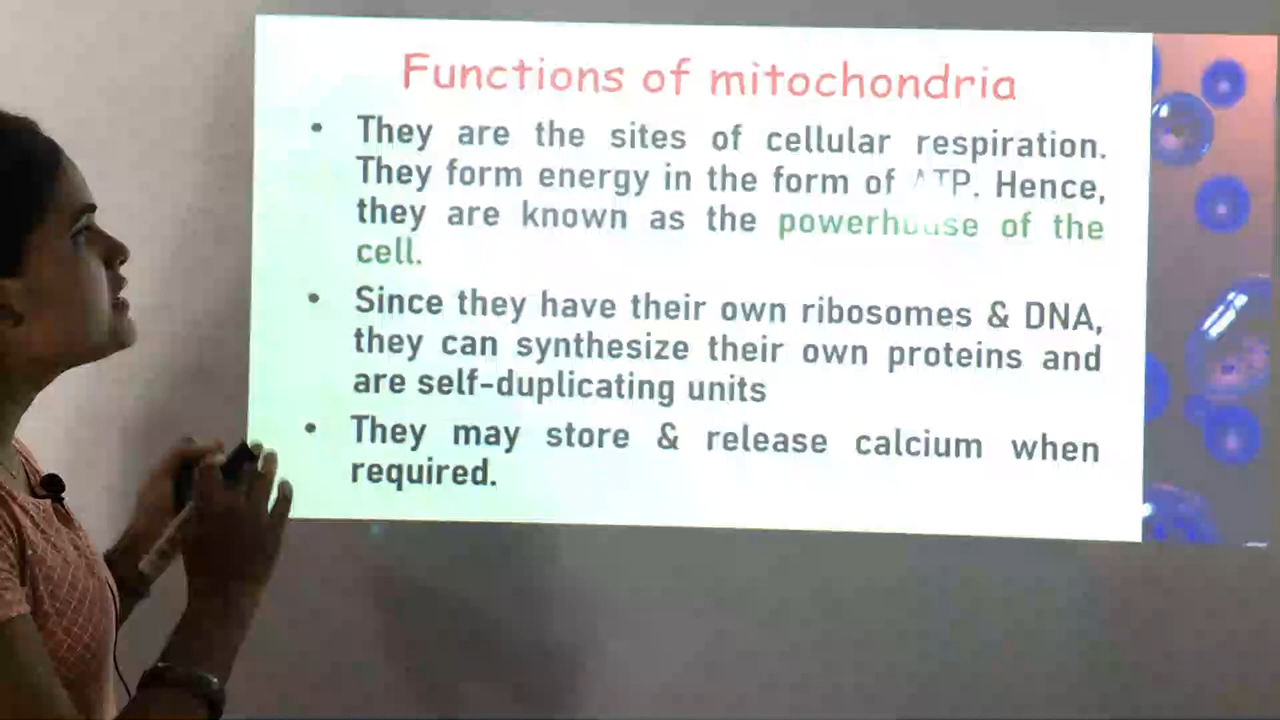 Functions of mitochondria
• They are the sites of cellular respiration.
They form energy in the form of ATP. Hence,
they are known as the powerhouse of the
cell.
• Since they have their own ribosomes & DNA,
they can synthesize their own proteins and
are self-duplicating units
• They may store & release calcium when
required.